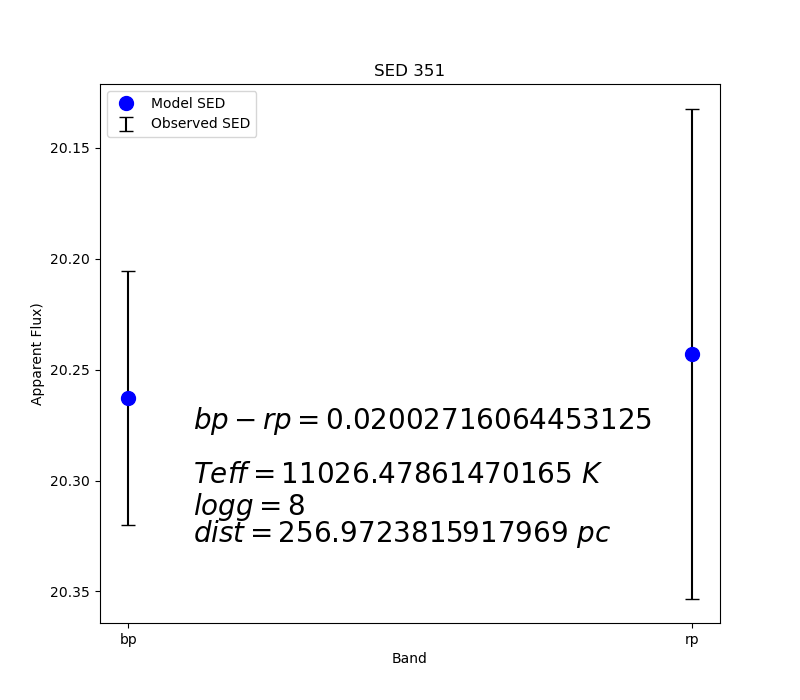 SED 351
Model SED
Observed SED
20.15
20.20
20.25
20.30
20.35
Apparent Flux)
bp − rp = 0.02002716064453125
Teff = 11026.47861470165 K
logg = 8
dist = 256.9723815917969 pc
bp
rp
Band